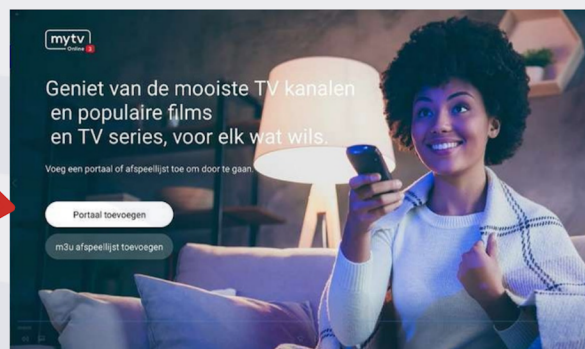 mytv
Online 3
Geniet van de mooiste TV kanalen
en populaire films
en TV series, voor elk wat wils.
Voeg een portaal of afspeellijst toe om door te gaan.
Portaal toevoegen
m3u afspeellijst toevoegen